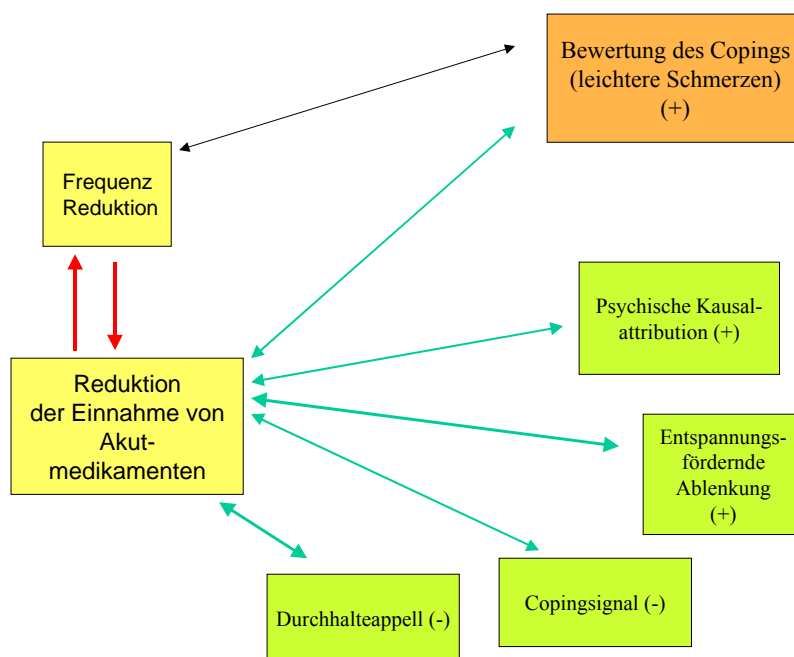 Bewertung des Copings
(leichtere Schmerzen)
(+)
Frequenz
Reduktion
Psychische Kausal-
attribution (+)
Reduktion
der Einnahme von
Akut-
medikamenten
Entspannungs-
fördernde
Ablenkung
(+)
Copingsignal (-)
Durchhalteappell (-)